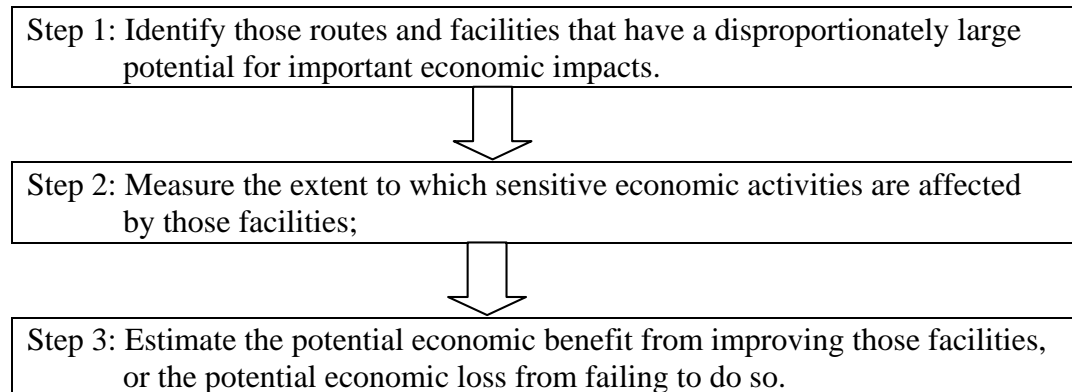 Step 1: Identify those routes and facilities that have a disproportionately large
potential for important economic impacts.
Step 2: Measure the extent to which sensitive economic activities are affected
by those facilities;
Step 3: Estimate the potential economic benefit from improving those facilities,
or the potential economic loss from failing to do so.